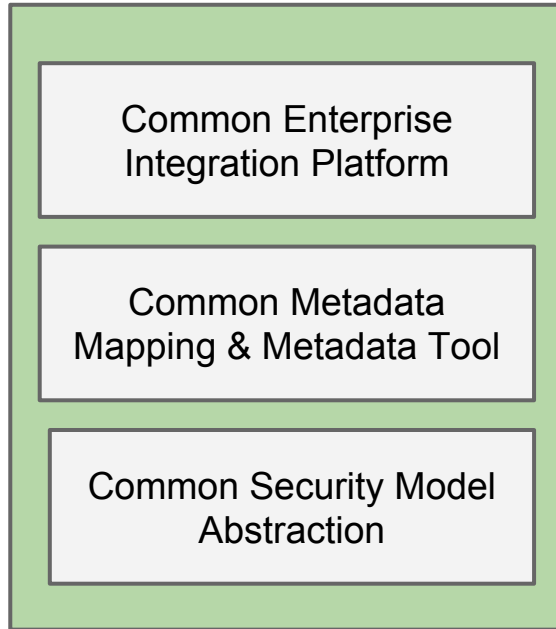 Common Enterprise
Integration Platform
Common Metadata
Mapping & Metadata Tool
Common Security Model
Abstraction